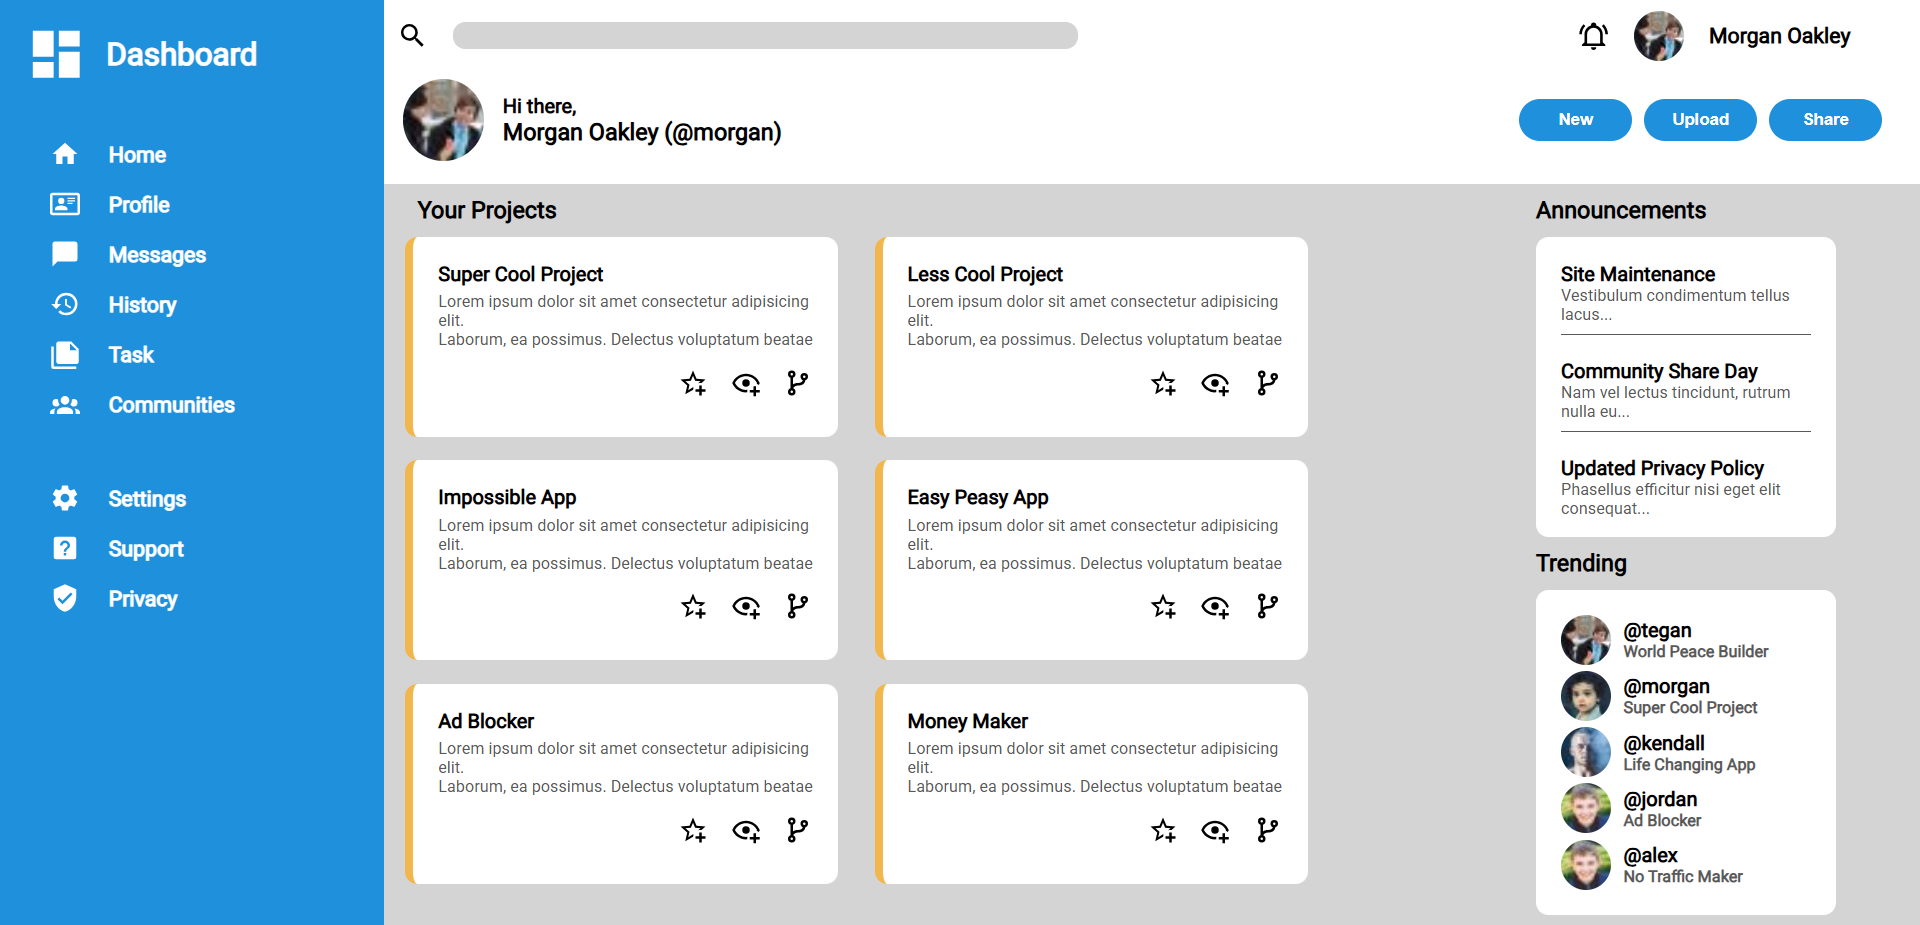 Dashboard
Home
Profile
Messages
History
Task
Communities
Settings
Support
Privacy
Morgan Oakley
Hi there,
Morgan Oakley (@morgan)
New
Upload
Share
Your Projects
Super Cool Project
Lorem ipsum dolor sit amet consectetur adipisicing
elit.
Laborum, ea possimus. Delectus voluptatum beatae
Less Cool Project
Lorem ipsum dolor sit amet consectetur adipisicing
elit.
Laborum, ea possimus. Delectus voluptatum beatae
Impossible App
Lorem ipsum dolor sit amet consectetur adipisicing
elit.
Laborum, ea possimus. Delectus voluptatum beatae
Easy Peasy App
Lorem ipsum dolor sit amet consectetur adipisicing
elit.
Laborum, ea possimus. Delectus voluptatum beatae
Ad Blocker
Lorem ipsum dolor sit amet consectetur adipisicing
elit.
Laborum, ea possimus. Delectus voluptatum beatae
Money Maker
Lorem ipsum dolor sit amet consectetur adipisicing
elit.
Laborum, ea possimus. Delectus voluptatum beatae
Announcements
Site Maintenance
Vestibulum condimentum tellus
lacus...
Community Share Day
Nam vel lectus tincidunt, rutrum
nulla eu...
Updated Privacy Policy
Phasellus efficitur nisi eget elit
consequat...
Trending
@tegan
World Peace Builder
@morgan
Super Cool Project
@kendall
Life Changing App
@jordan
Ad Blocker
@alex
No Traffic Maker